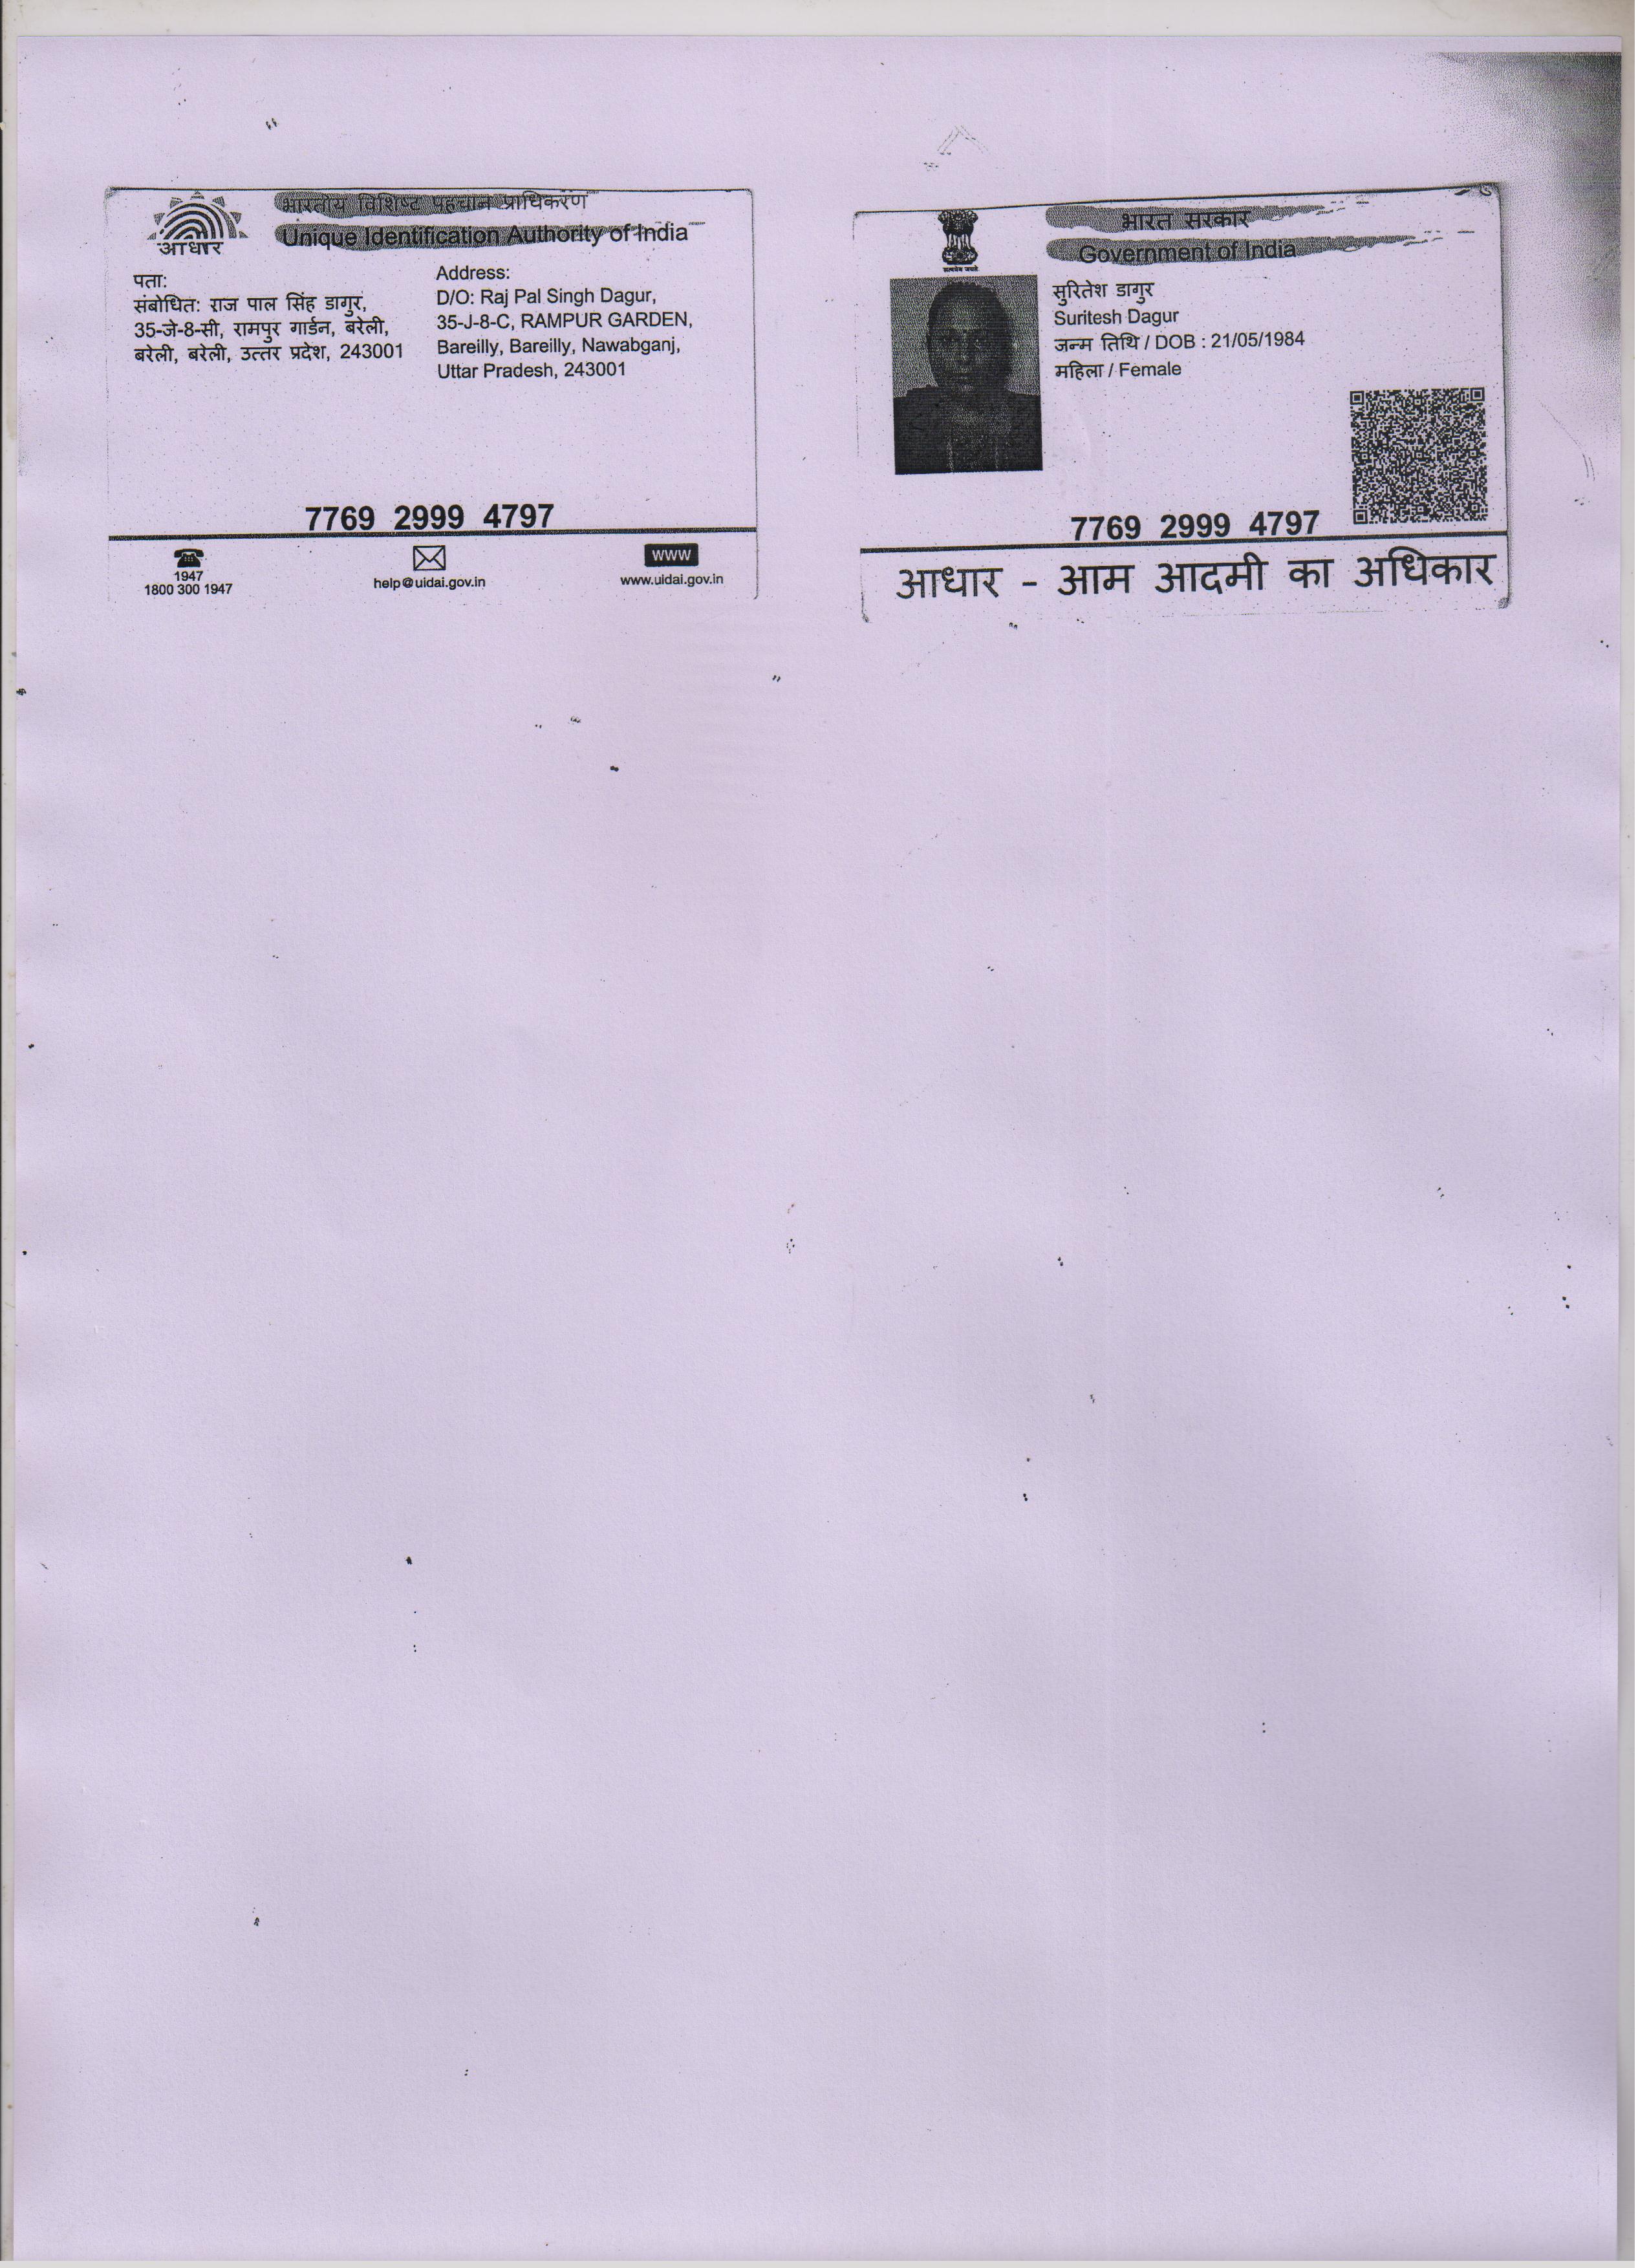 भारतीय विशिष्ट पहचान प्राधिकरण
Unique Identification Authority of India
आधार
पता:
संबोधित: राज पाल सिंह डागुर,
35-जे-8-सी, रामपुर गार्डन, बरेली,
बरेली, बरेली, उत्तर प्रदेश, 243001
Address:
D/O: Raj Pal Singh Dagur,
35-J-8-C, RAMPUR GARDEN,
Bareilly, Bareilly, Nawabganj,
Uttar Pradesh, 243001
7769 2999 4797
1947
1800 300 1947
help@uidai.gov.in
www
www.uidai.gov.in
भारत सरकार
Government of India
सत्यमेव जयते
सुरितेश डागुर
Suritesh Dagur
जन्म तिथि / DOB : 21/05/1984
महिला / Female
7769 2999 4797
आधार - आम आदमी का अधिकार